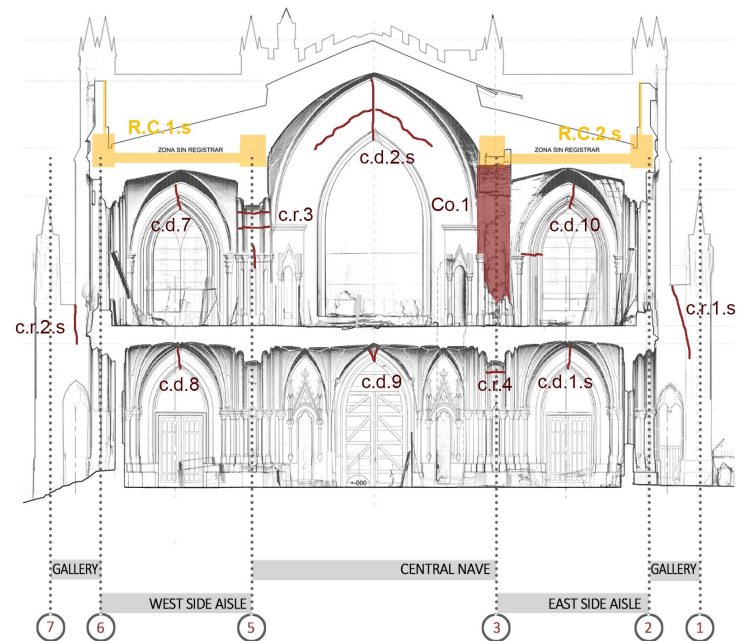 R.C.1.s
R.C.2.s
ZONA SIN REGISTRAR
ZONA SIN REGISTRAR
c.d.2.s
Co.1
c.r.3
c.d.7
c.d.10
c.r.2.s
c.r.1.s
c.d.8
c.d.9
c.r.4
c.d.1.s
+-000
GALLERY
CENTRAL NAVE
GALLERY
WEST SIDE AISLE
EAST SIDE AISLE
7
6
5
3
2
1